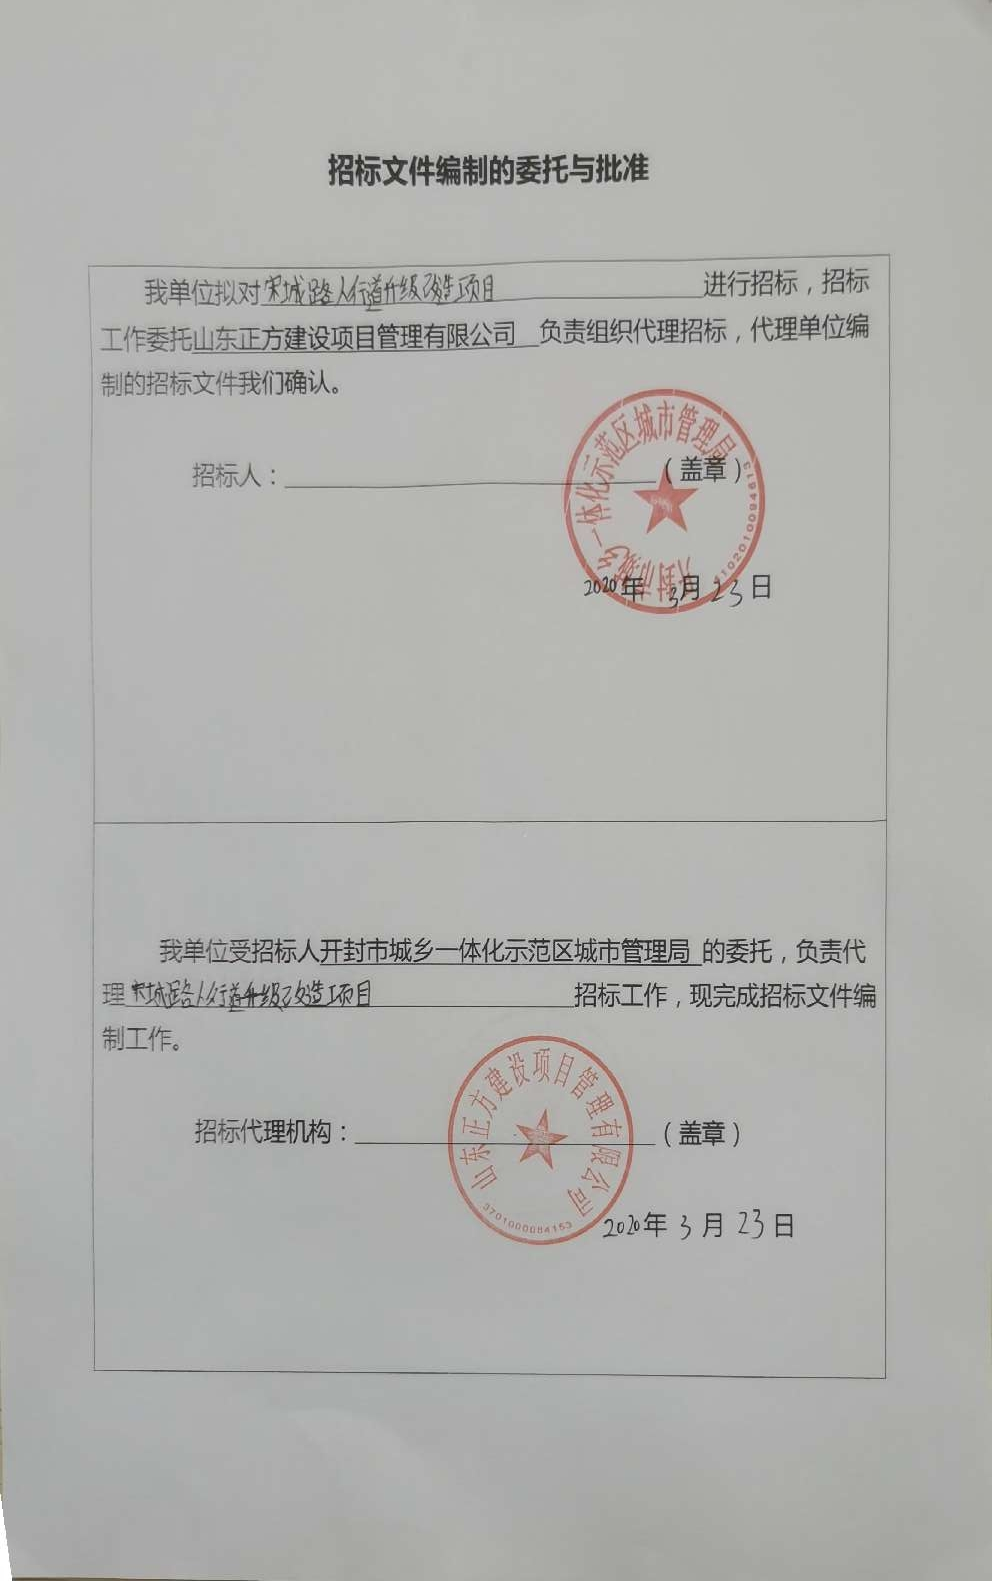 招标文件编制的委托与批准
我单位拟对宋城路人行道升级改造项目进行招标，招标
工作委托山东正方建设项目管理有限公司 负责组织代理招标，代理单位编
制的招标文件我们确认。
招标人：（盖章）
开封市城乡一体化示范区城市管理局
2020年 3月23日
我单位受招标人开封市城乡一体化示范区城市管理局 的委托，负责代
理宋城路人行道升级改造项目招标工作，现完成招标文件编
制工作。
招标代理机构：（盖章）
山东正方建设项目管理有限公司
3701000084153
2020年 3月 23日